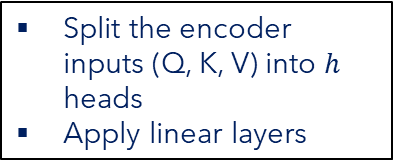 ▪ Split the encoder
inputs (Q, K, V) into ℎ
heads
▪ Apply linear layers